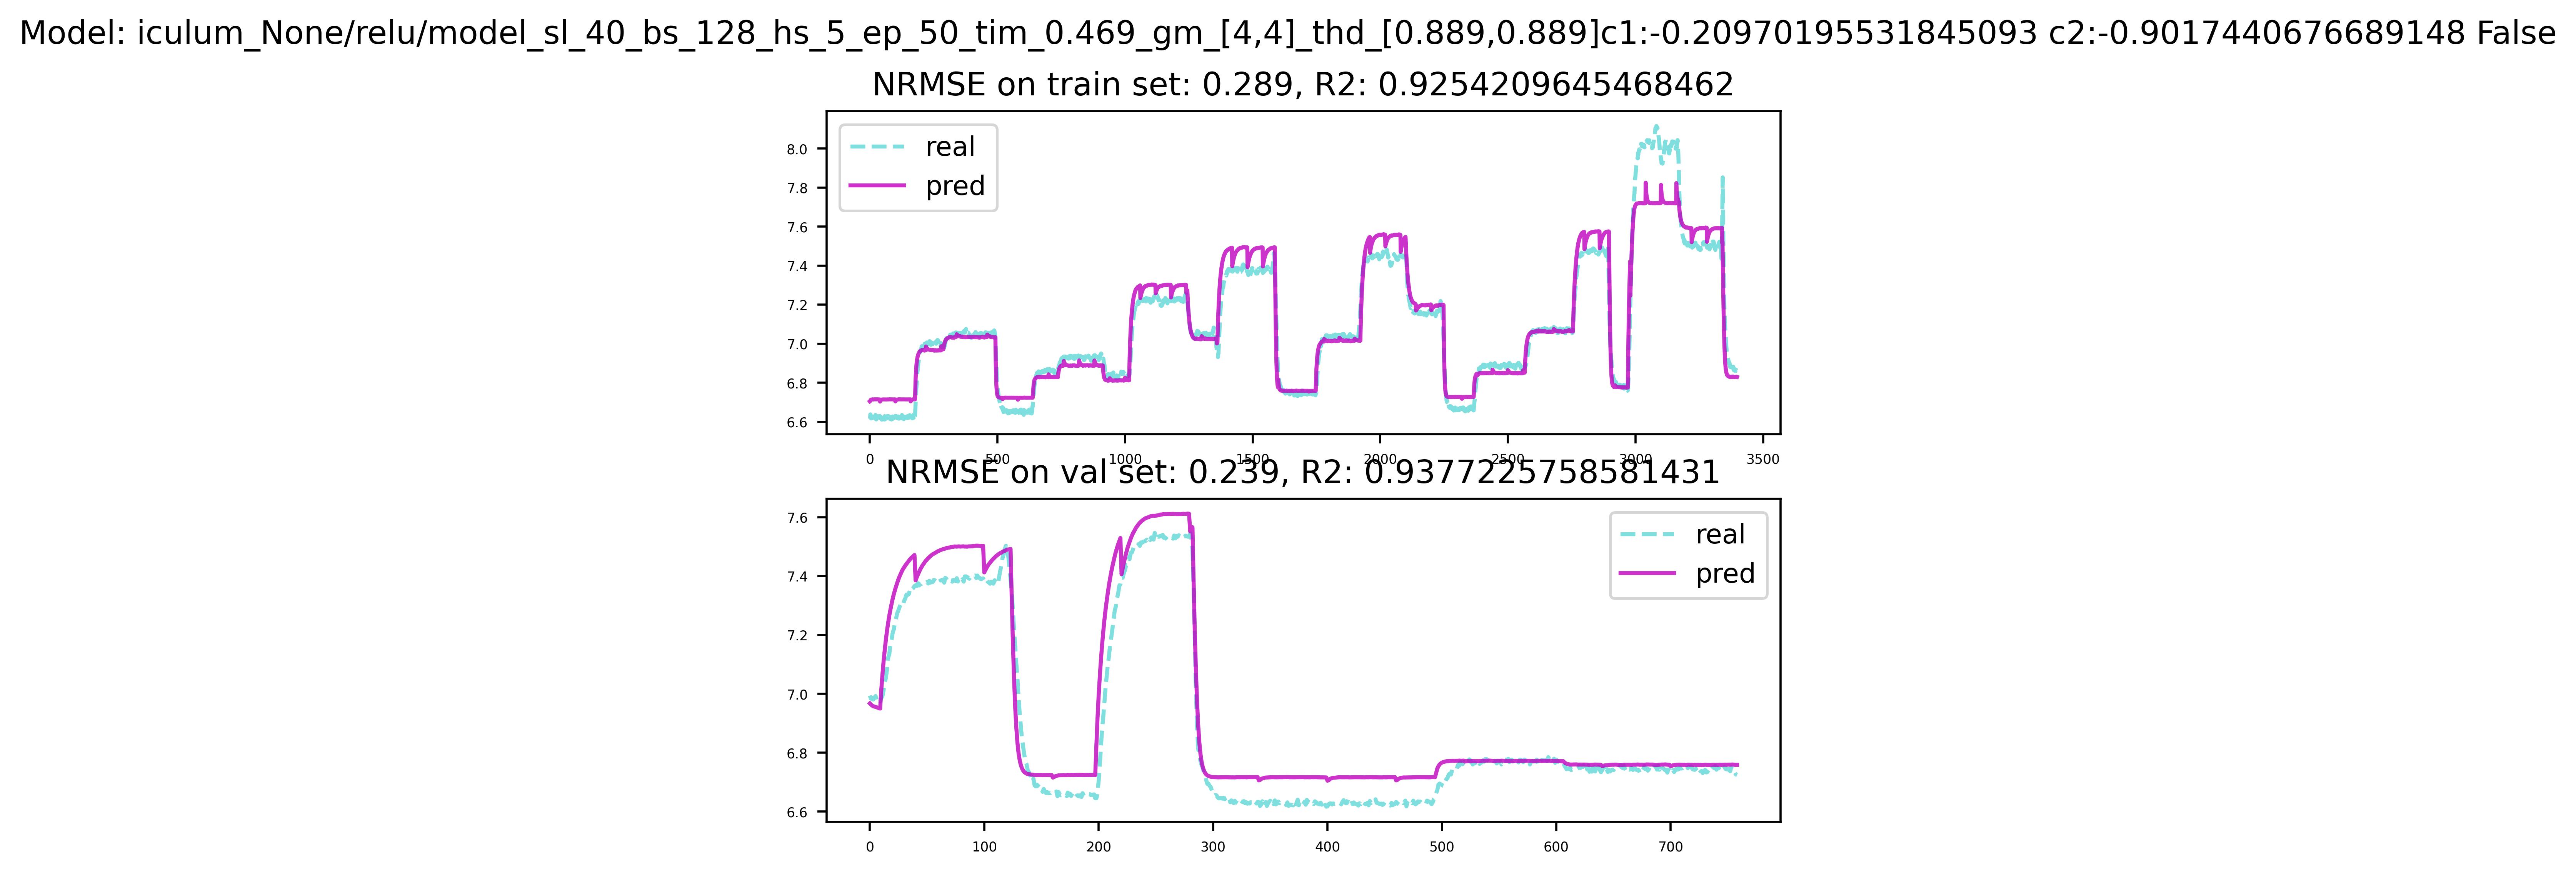 Model: iculum_None/relu/model_sl_40_bs_128_hs_5_ep_50_tim_0.469_gm_[4,4]_thd_[0.889,0.889]c1:-0.20970195531845093 c2:-0.9017440676689148 False
NRMSE on train set: 0.289, R2: 0.9254209645468462
real
pred
8.0
7.8
7.6
7.4
7.2
7.0
6.8
6.6
0 500 1000 1500 2000 2500 3000 3500
NRMSE on val set: 0.239, R2: 0.9377225758581431
real
pred
7.6
7.4
7.2
7.0
6.8
6.6
0 100 200 300 400 500 600 700